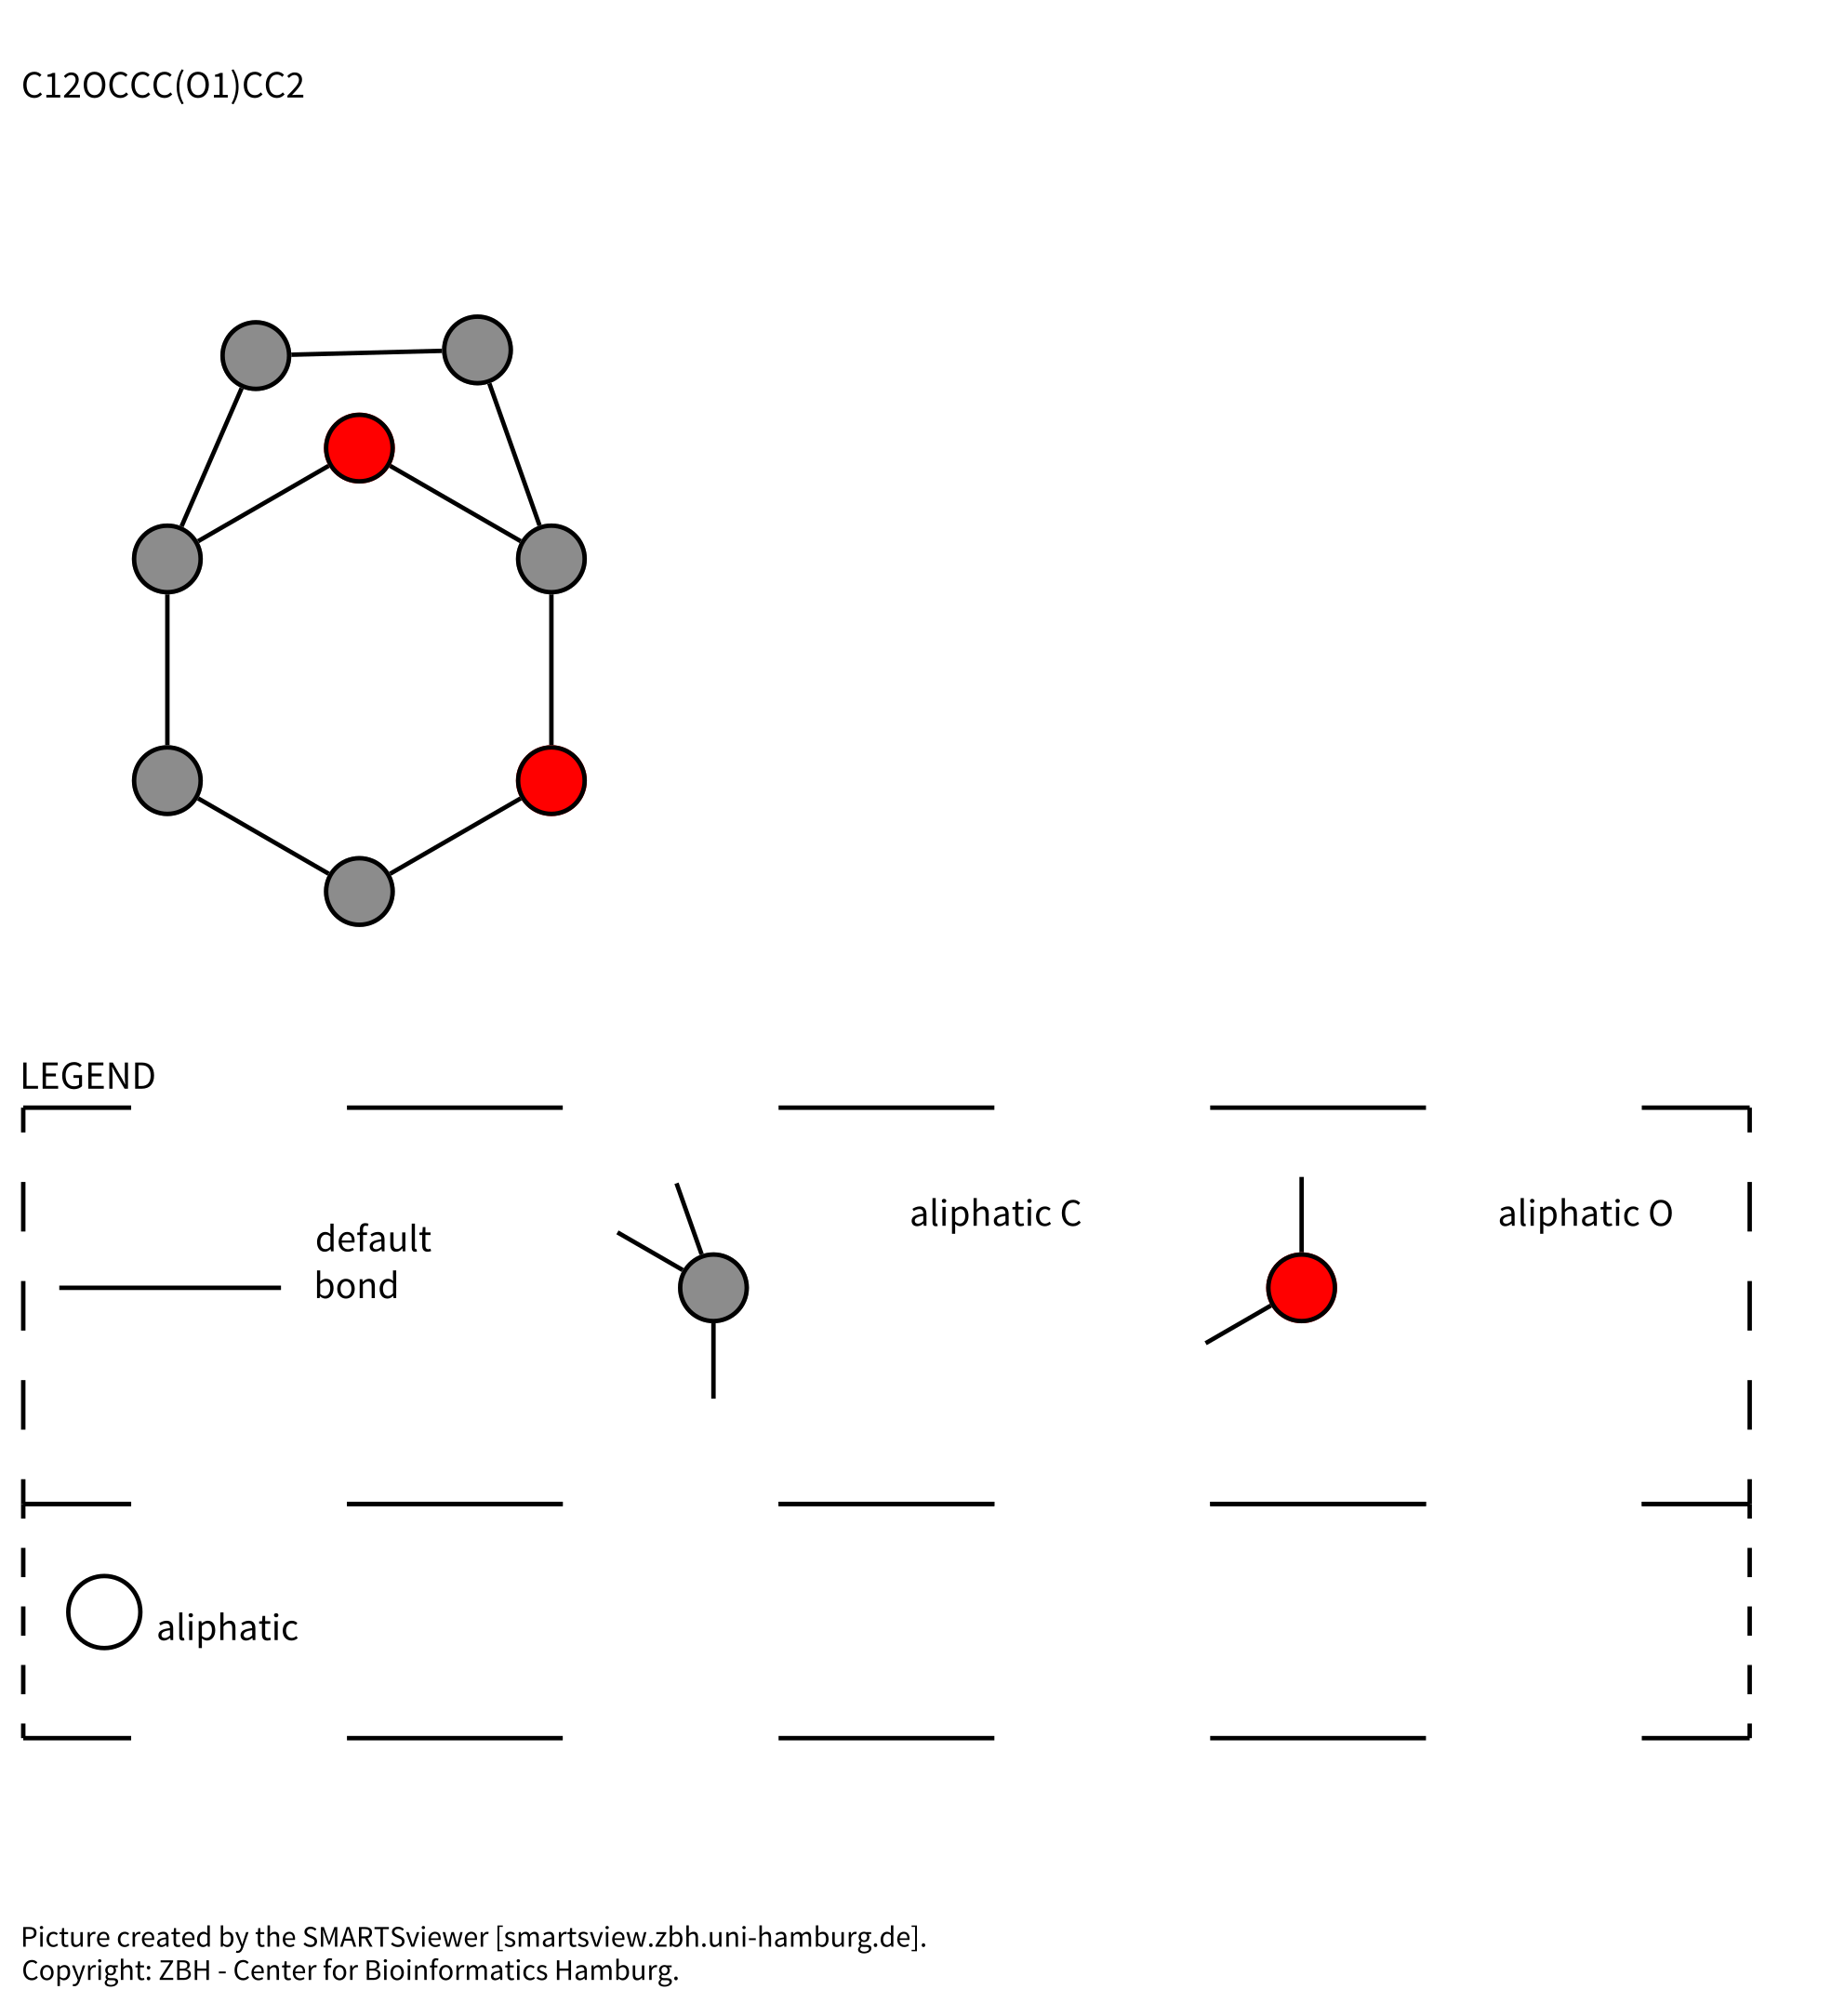 C12OCCC(O1)CC2
LEGEND
default
bond
aliphatic C
aliphatic O
aliphatic
Picture created by the SMARTSviewer [smartsview.zbh.uni-hamburg.de].
Copyright: ZBH - Center for Bioinformatics Hamburg.